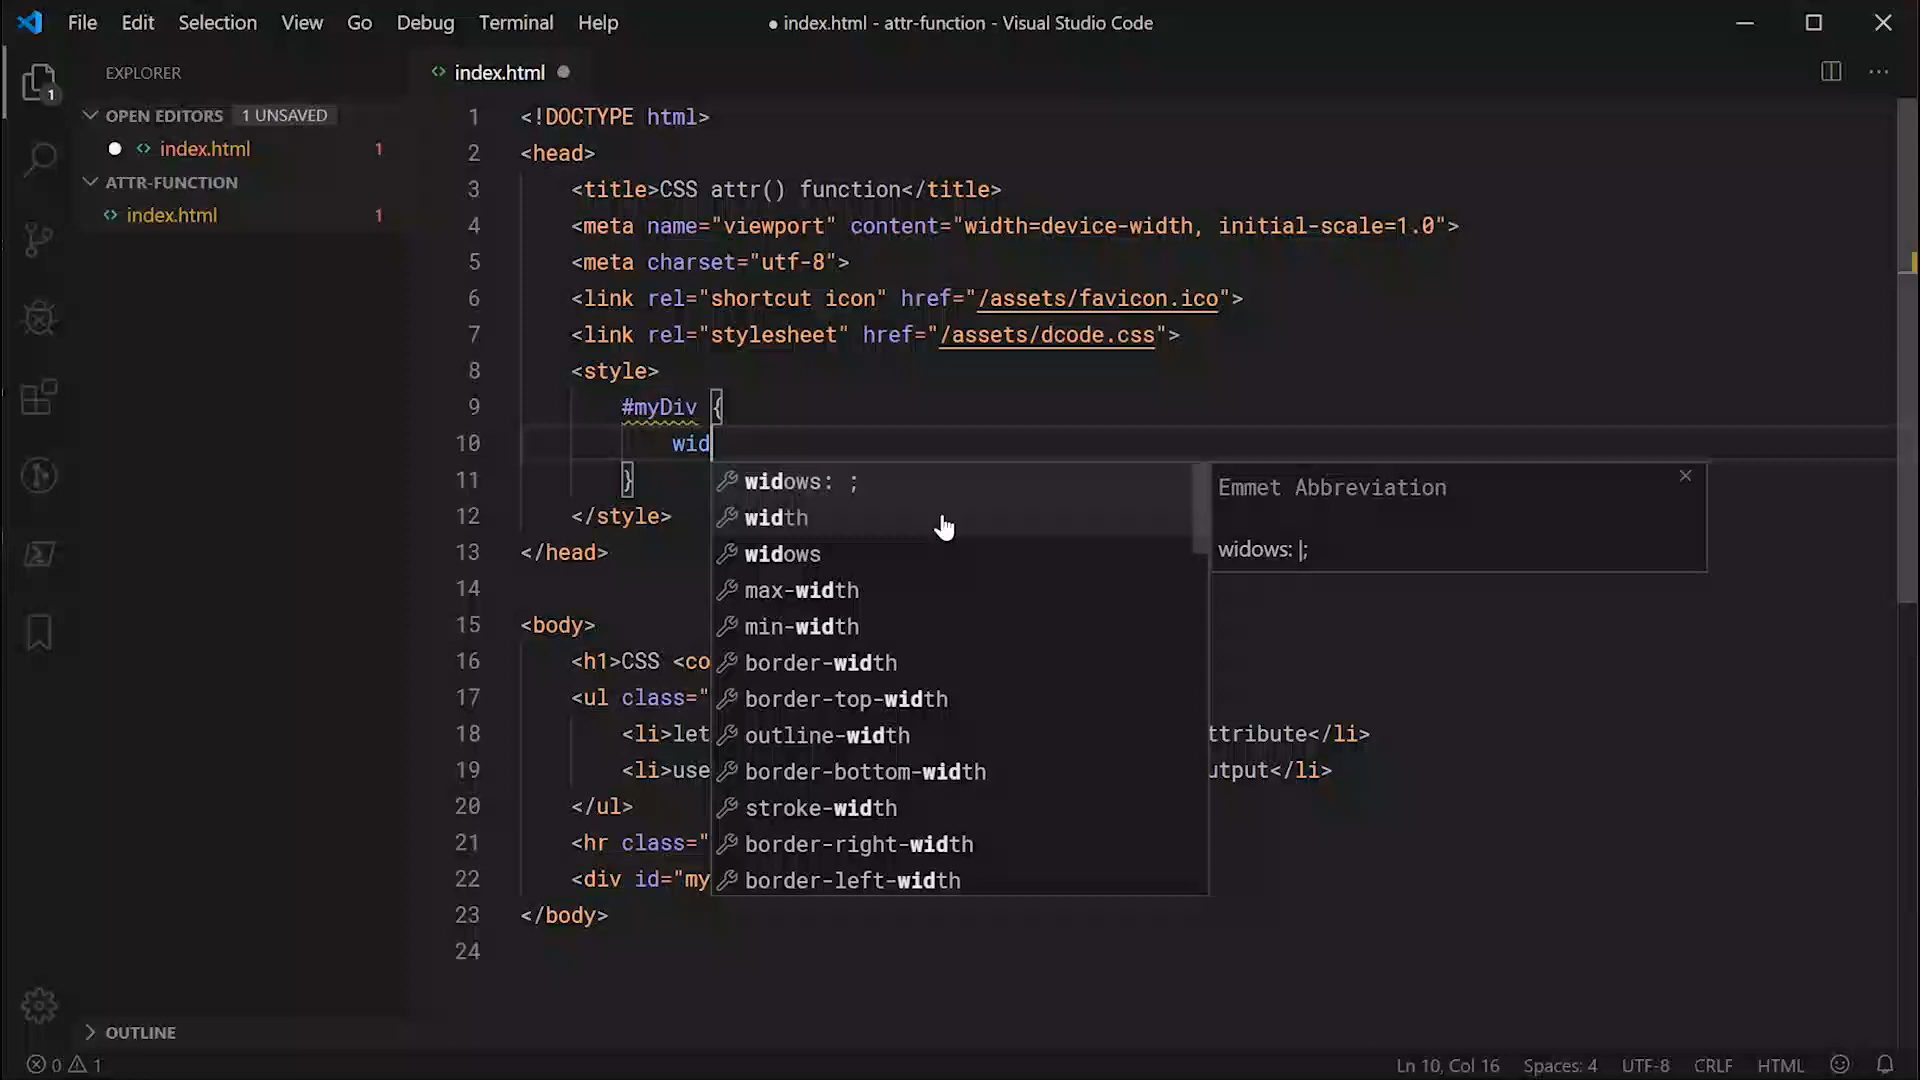 File Edit Selection View Go Debug Terminal Help
● index.html - attr-function - Visual Studio Code
EXPLORER
1
OPEN EDITORS 1 UNSAVED
index.html 1
ATTR-FUNCTION
index.html 1
OUTLINE
index.html
1 <!DOCTYPE html>
2 <head>
3 <title>CSS attr() function</title>
4 <meta name="viewport" content="width=device-width, initial-scale=1.0">
5 <meta charset="utf-8">
6 <link rel="shortcut icon" href="/assets/favicon.ico">
7 <link rel="stylesheet" href="/assets/dcode.css">
8 <style>
9 #myDiv {
10 wid
11 }
12 </style>
13 </head>
14
15 <body>
16 <h1>CSS <co
17 <ul class="
18 <li>let ttribute</li>
19 <li>use utput</li>
20 </ul>
21 <hr class="
22 <div id="my
23 </body>
24
widows: ;
width
widows
max-width
min-width
border-width
border-top-width
outline-width
border-bottom-width
stroke-width
border-right-width
border-left-width
Emmet Abbreviation
widows: |;
0 1
Ln 10, Col 16 Spaces: 4 UTF-8 CRLF HTML